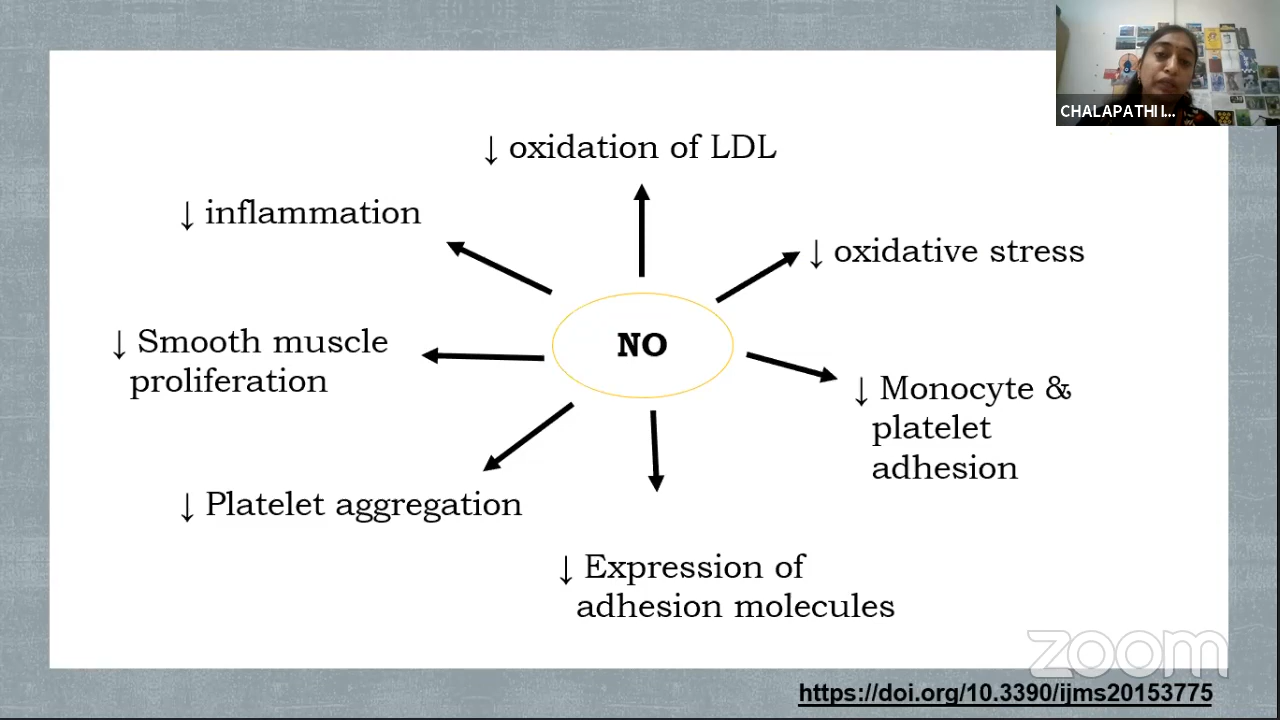 CHALAPATHI I...
↓ oxidation of LDL
↓ inflammation
↓ oxidative stress
NO
↓ Smooth muscle
proliferation
↓ Monocyte &
platelet
adhesion
↓ Platelet aggregation
↓ Expression of
adhesion molecules
zoom
https://doi.org/10.3390/ijms20153775